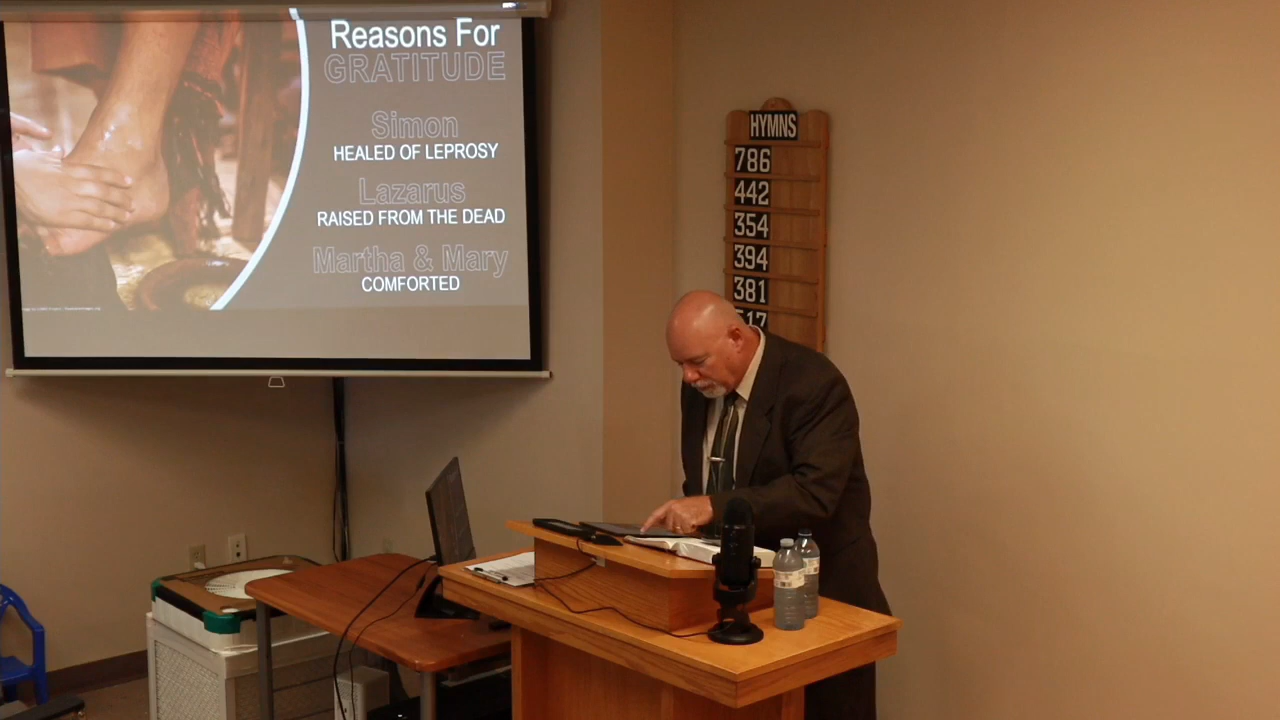 Reasons For
GRATITUDE
Simon
HEALED OF LEPROSY
Lazarus
RAISED FROM THE DEAD
Martha & Mary
COMFORTED
HYMNS
786
442
354
394
381
517